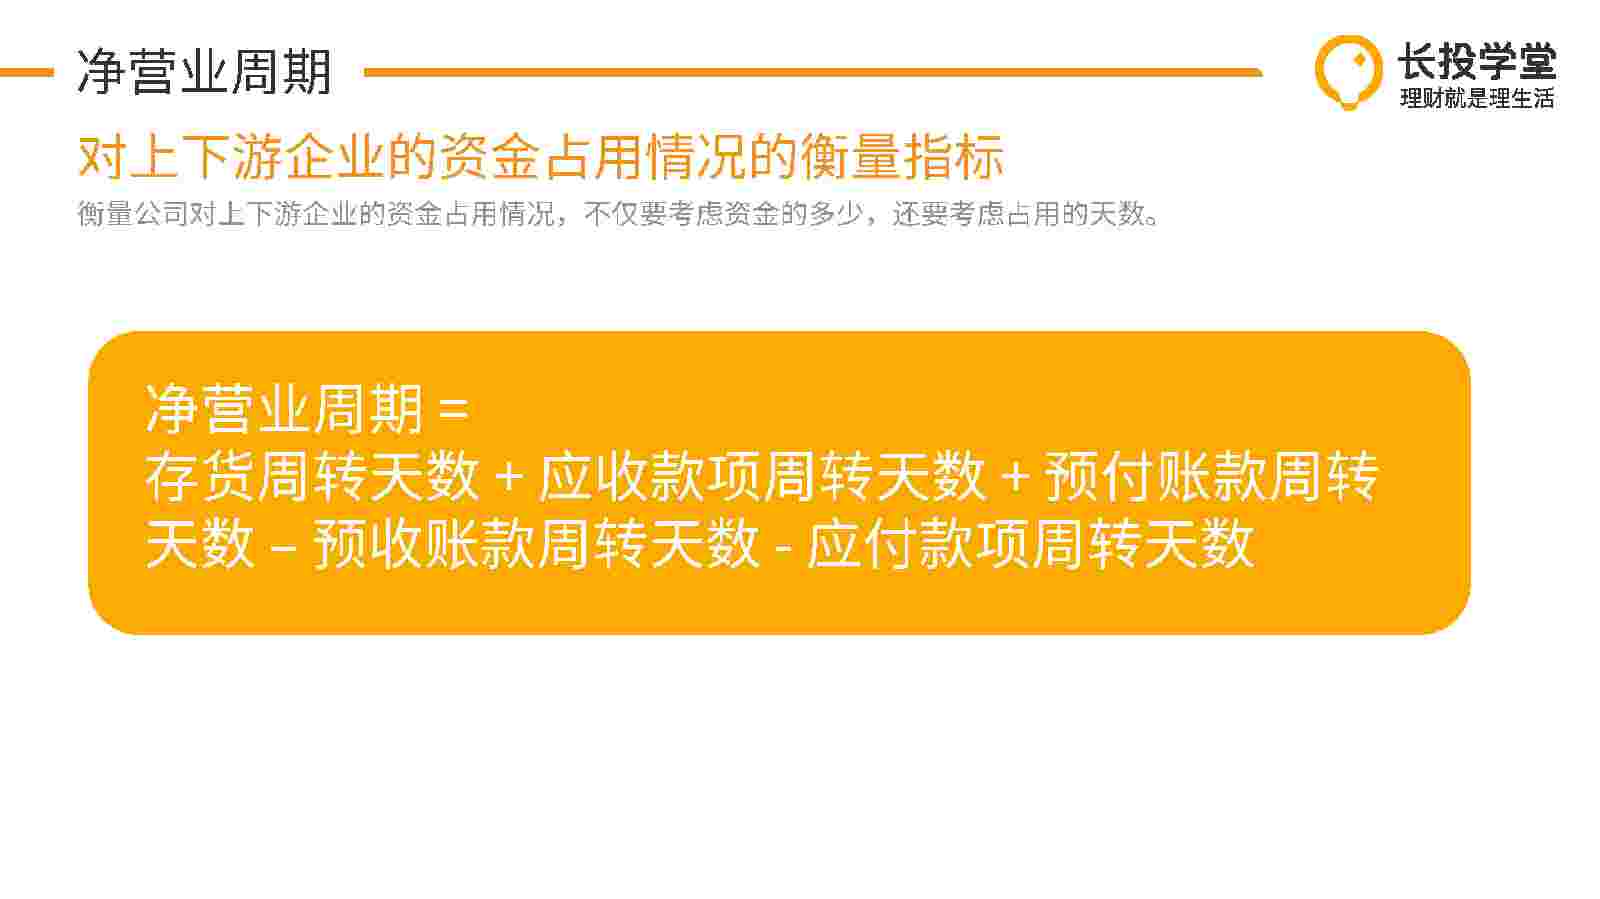 净营业周期
长投学堂
理财就是理生活
对上下游企业的资金占用情况的衡量指标
衡量公司对上下游企业的资金占用情况，不仅要考虑资金的多少，还要考虑占用的天数。
净营业周期 =
存货周转天数 + 应收款项周转天数 + 预付账款周转
天数 – 预收账款周转天数 - 应付款项周转天数